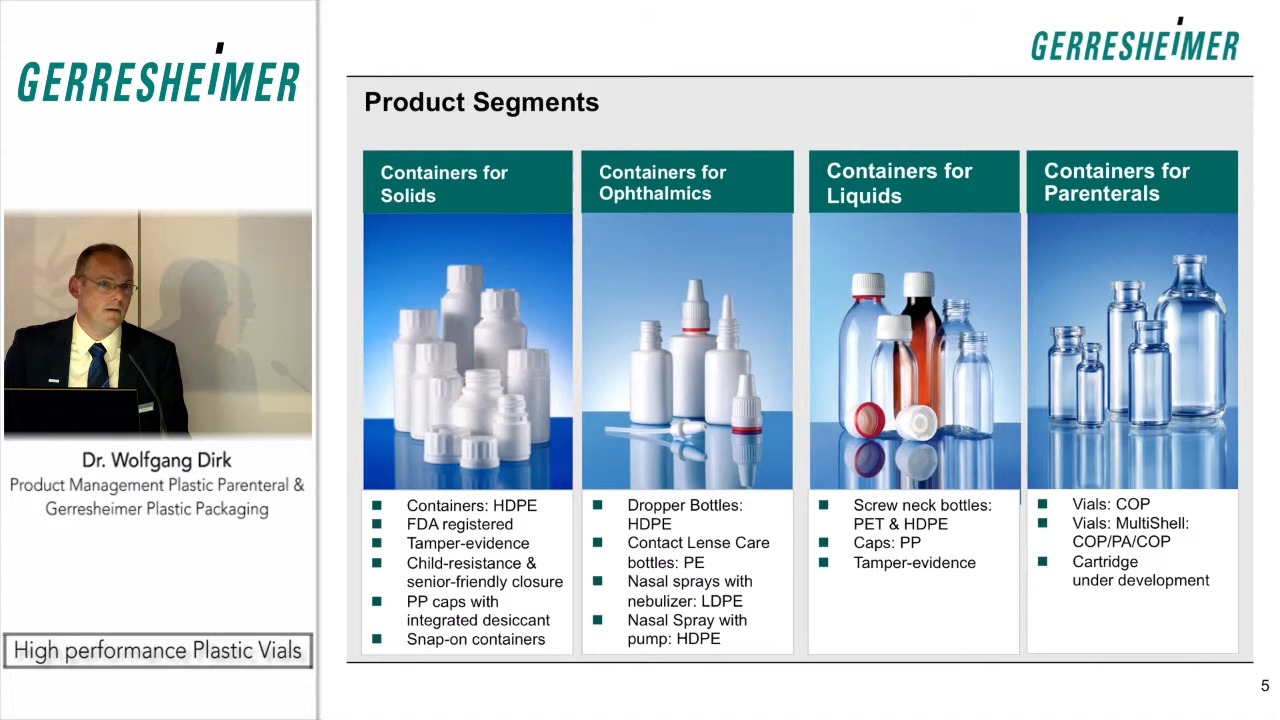 GERRESHEIMER
Dr. Wolfgang Dirk
Product Management Plastic Parenteral &
Gerresheimer Plastic Packaging
High performance Plastic Vials
GERRESHEIMER
Product Segments
Containers for
Solids
Containers: HDPE
FDA registered
Tamper-evidence
Child-resistance &
senior-friendly closure
PP caps with
integrated desiccant
Snap-on containers
Containers for
Ophthalmics
Dropper Bottles:
HDPE
Contact Lense Care
bottles: PE
Nasal sprays with
nebulizer: LDPE
Nasal Spray with
pump: HDPE
Containers for
Liquids
Screw neck bottles:
PET & HDPE
Caps: PP
Tamper-evidence
Containers for
Parenterals
Vials: COP
Vials: MultiShell:
COP/PA/COP
Cartridge
under development
5